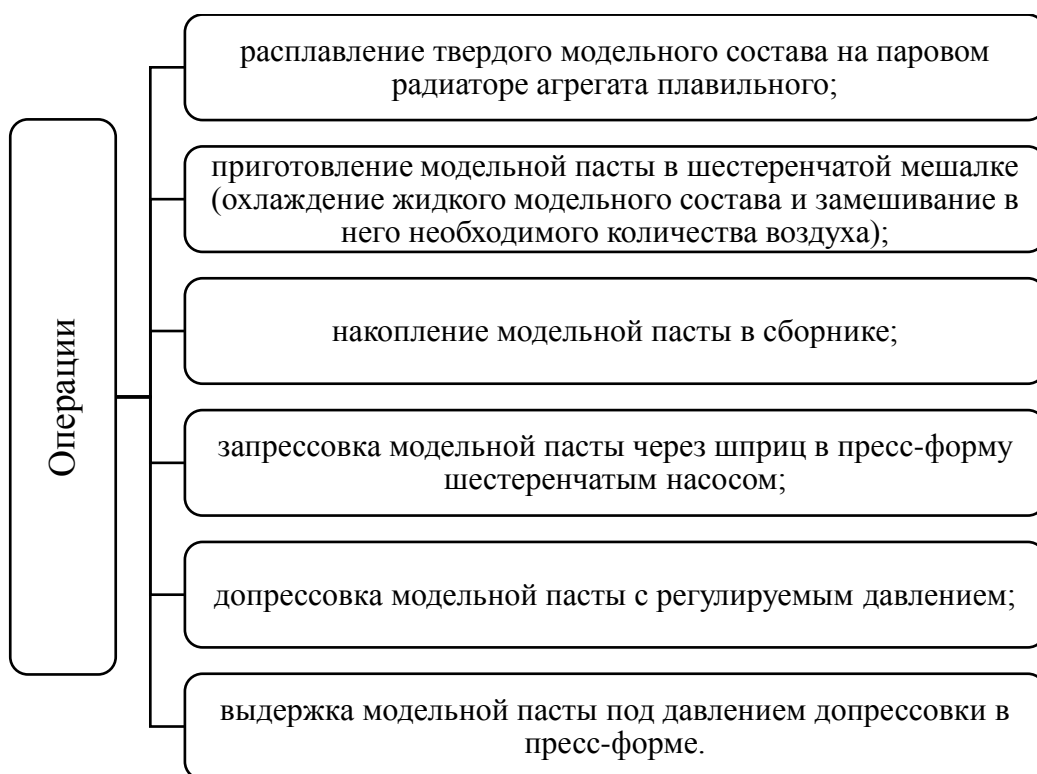 Операции
расплавление твердого модельного состава на паровом
радиаторе агрегата плавильного;
приготовление модельной пасты в шестеренчатой мешалке
(охлаждение жидкого модельного состава и замешивание в
него необходимого количества воздуха);
накопление модельной пасты в сборнике;
запрессовка модельной пасты через шприц в пресс-форму
шестеренчатым насосом;
допрессовка модельной пасты с регулируемым давлением;
выдержка модельной пасты под давлением допрессовки в
пресс-форме.